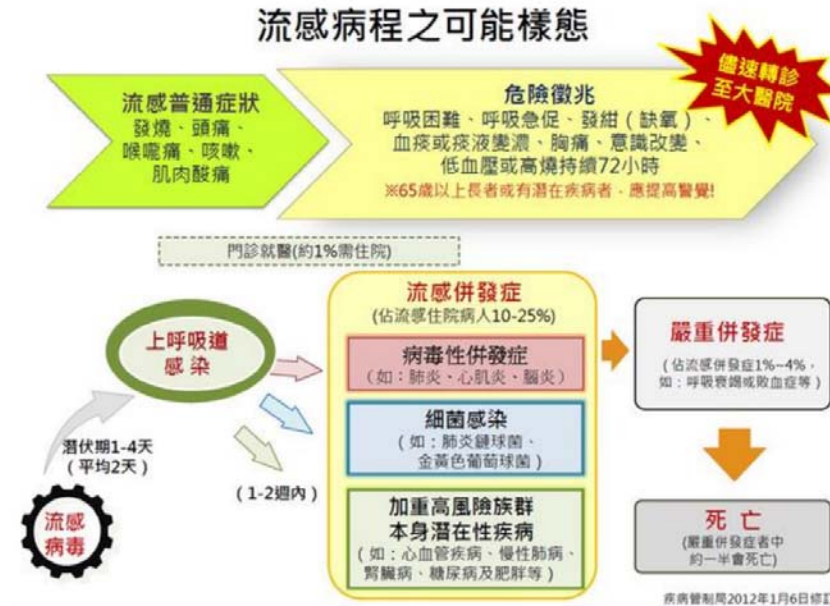 流感病程之可能樣態
儘速轉診
至大醫院
流感普通症狀
發燒、頭痛、
喉嚨痛、咳嗽、
肌肉酸痛
危險徵兆
呼吸困難、呼吸急促、發紺（缺氧）、
血痰或痰液變濃、胸痛、意識改變、
低血壓或高燒持續72小時
※65歲以上長者或有潛在疾病者，應提高警覺!
門診就醫(約1%需住院)
上呼吸道
感染
潛伏期1-4天
（平均2天）
流感
病毒
（1-2週內）
流感併發症
(佔流感住院病人10-25%)
病毒性併發症
（如：肺炎、心肌炎、腦炎）
細菌感染
（如：肺炎鏈球菌、
金黃色葡萄球菌）
加重高風險族群
本身潛在性疾病
（如：心血管疾病、慢性肺病、
腎臟病、糖尿病及肥胖等）
嚴重併發症
（佔流感併發症1%~4%，
如：呼吸衰竭或敗血症等）
死亡
(嚴重併發症者中
約一半會死亡)
疾病管制局2012年1月6日修訂